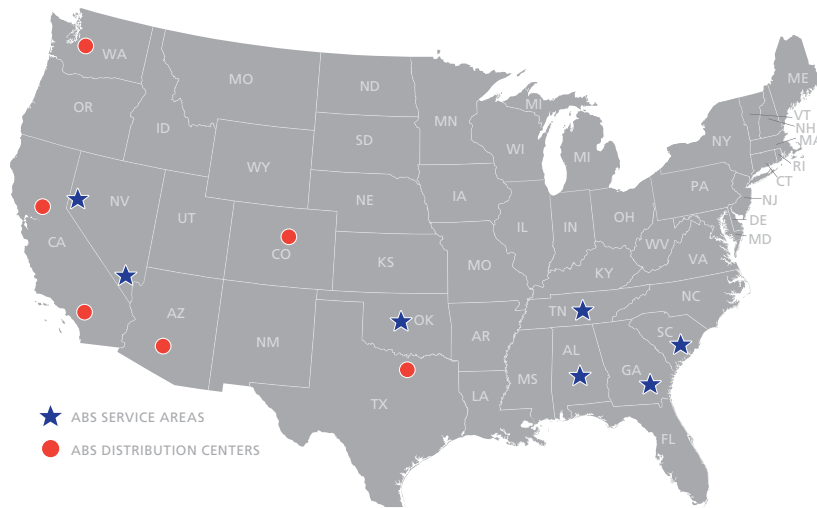 WA
MO
ND
MN
OR
ID
SD
WI
MI
MI
ME
VT
NH
MA
NY
RI
CT
WY
NE
IA
PA
NJ
DE
MD
NV
UT
CA
CO
KS
MO
IL
IN
OH
WV
VA
KY
AZ
NM
OK
AR
TN
NC
SC
AL
GA
MS
LA
TX
FL
ABS SERVICE AREAS
ABS DISTRIBUTION CENTERS